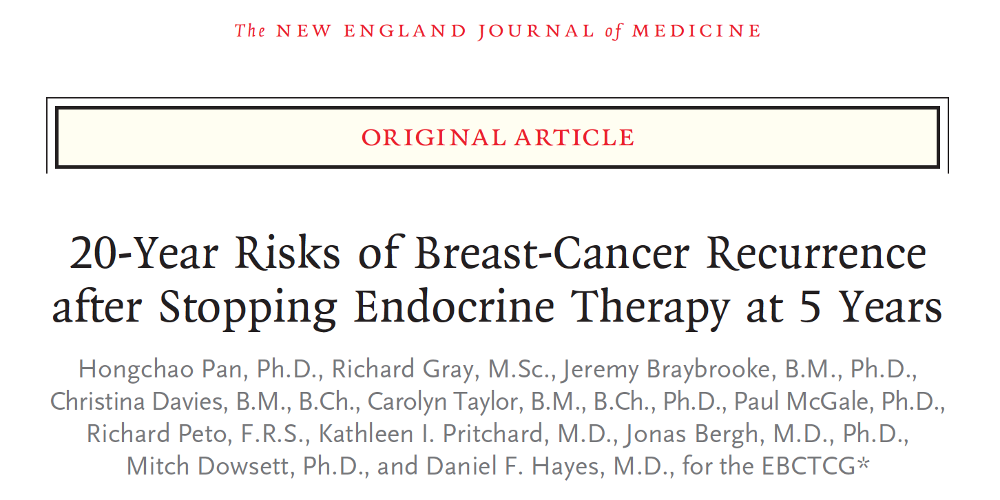 The NEW ENGLAND JOURNAL of MEDICINE
ORIGINAL ARTICLE
20-Year Risks of Breast-Cancer Recurrence
after Stopping Endocrine Therapy at 5 Years
Hongchao Pan, Ph.D., Richard Gray, M.Sc., Jeremy Braybrooke, B.M., Ph.D.,
Christina Davies, B.M., B.Ch., Carolyn Taylor, B.M., B.Ch., Ph.D., Paul McGale, Ph.D.,
Richard Peto, F.R.S., Kathleen I. Pritchard, M.D., Jonas Bergh, M.D., Ph.D.,
Mitch Dowsett, Ph.D., and Daniel F. Hayes, M.D., for the EBCTCG*